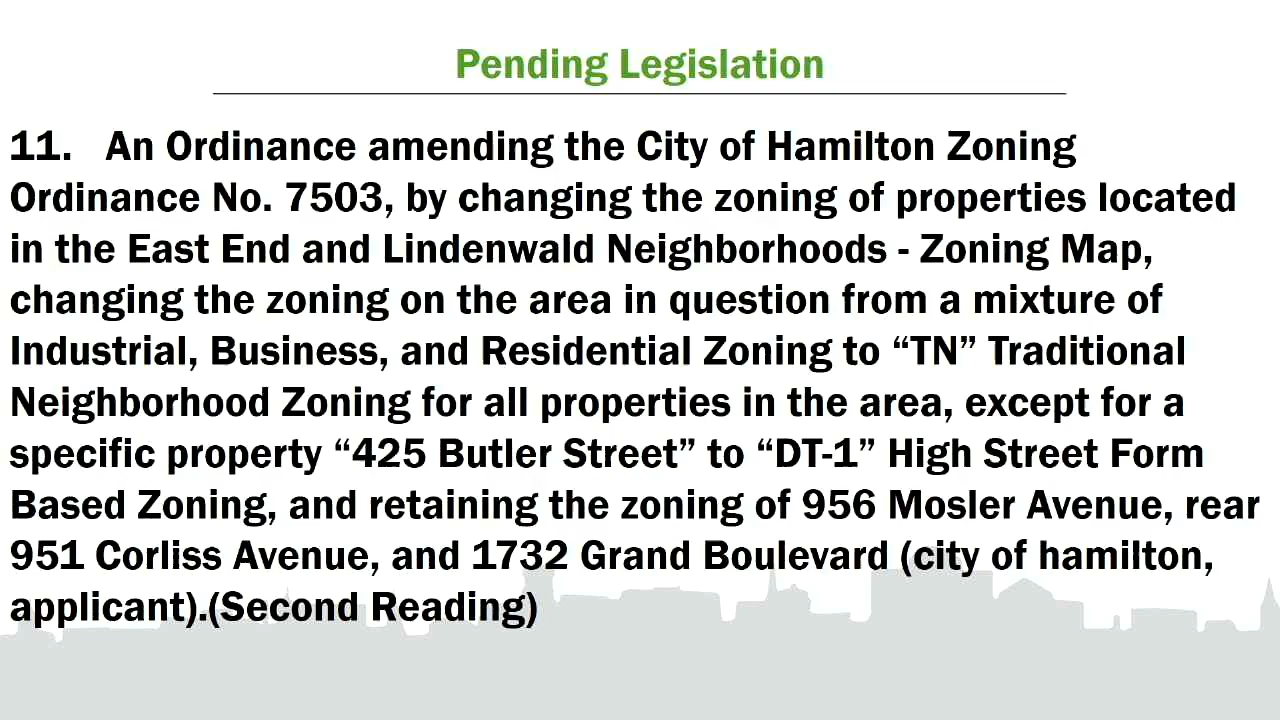 Pending Legislation
11. An Ordinance amending the City of Hamilton Zoning
Ordinance No. 7503, by changing the zoning of properties located
in the East End and Lindenwald Neighborhoods - Zoning Map,
changing the zoning on the area in question from a mixture of
Industrial, Business, and Residential Zoning to “TN” Traditional
Neighborhood Zoning for all properties in the area, except for a
specific property “425 Butler Street” to “DT-1” High Street Form
Based Zoning, and retaining the zoning of 956 Mosler Avenue, rear
951 Corliss Avenue, and 1732 Grand Boulevard (city of hamilton,
applicant).(Second Reading)